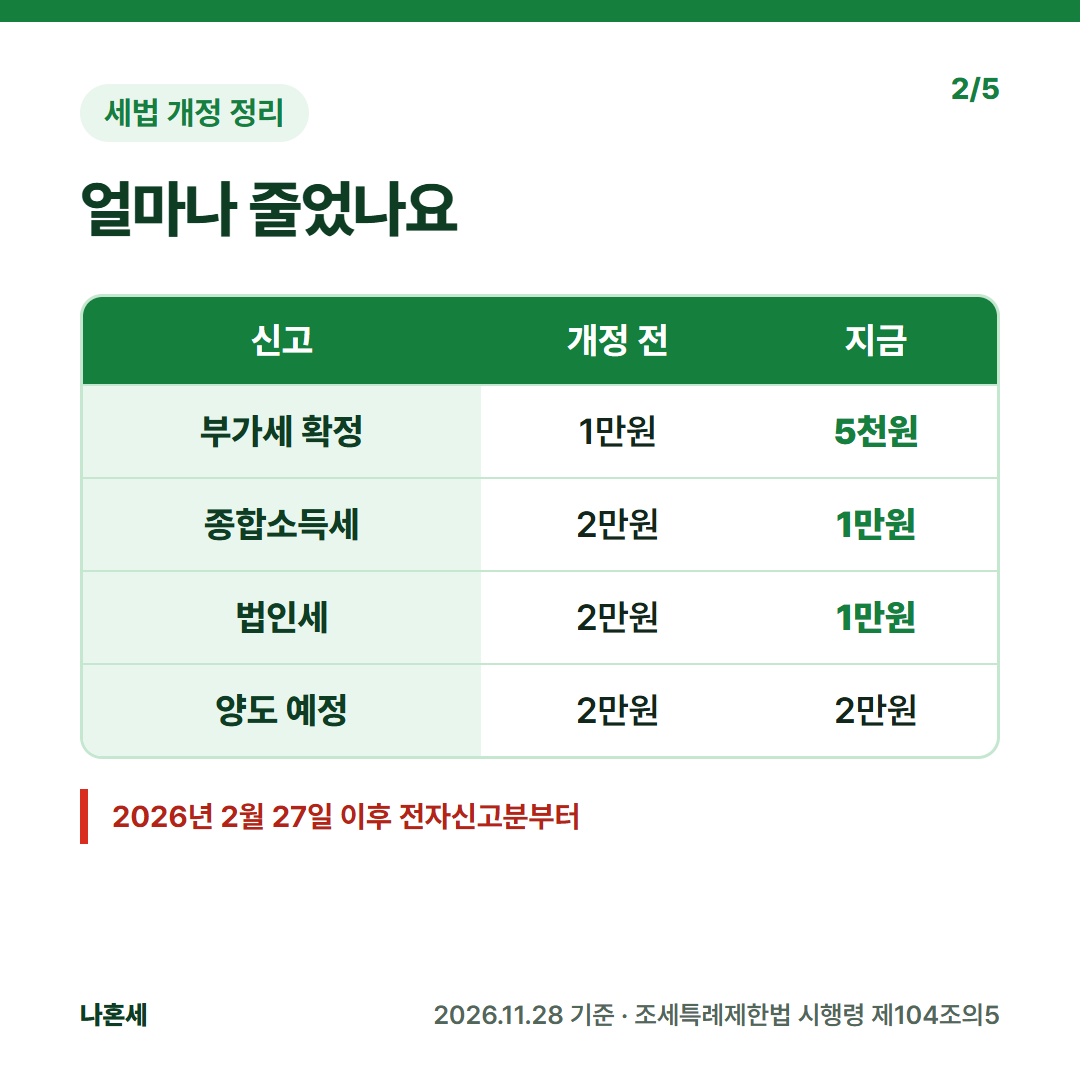 세법 개정 정리
2/5
얼마나 줄었나요
신고 개정 전 지금
부가세 확정 1만원 5천원
종합소득세 2만원 1만원
법인세 2만원 1만원
양도 예정 2만원 2만원
2026년 2월 27일 이후 전자신고분부터
나혼세
2026.11.28 기준 · 조세특례제한법 시행령 제104조의5